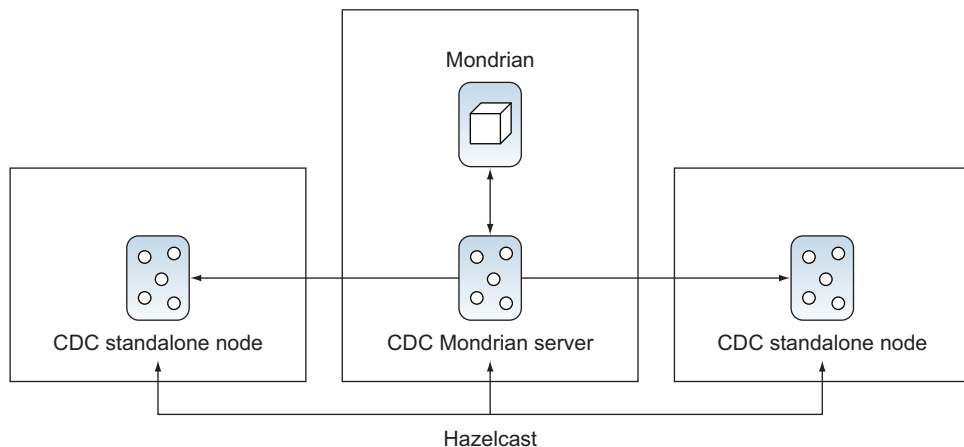 Mondrian
CDC standalone node
CDC Mondrian server
CDC standalone node
Hazelcast